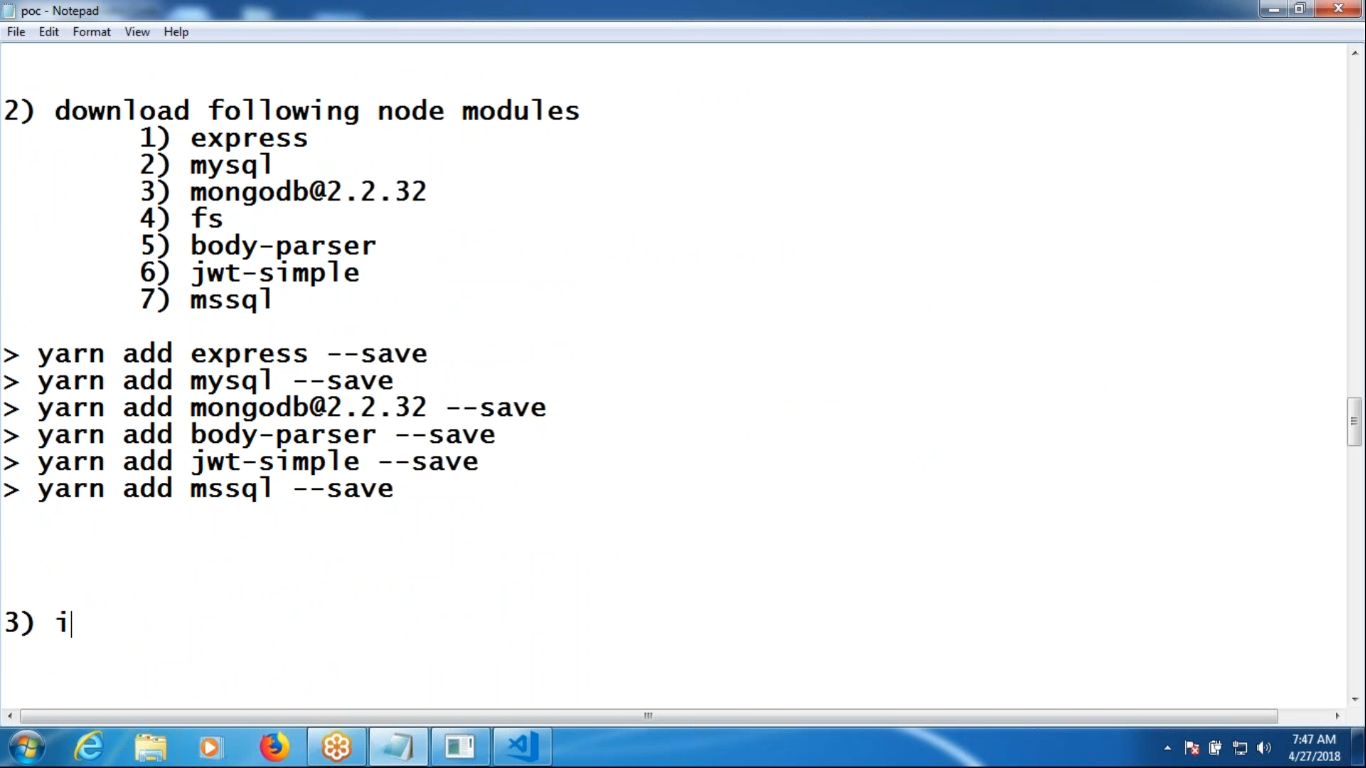 poc - Notepad
File Edit Format View Help
2) download following node modules
1) express
2) mysql
3) mongodb@2.2.32
4) fs
5) body-parser
6) jwt-simple
7) mssql
> yarn add express --save
> yarn add mysql --save
> yarn add mongodb@2.2.32 --save
> yarn add body-parser --save
> yarn add jwt-simple --save
> yarn add mssql --save
3) i
7:47 AM
4/27/2018